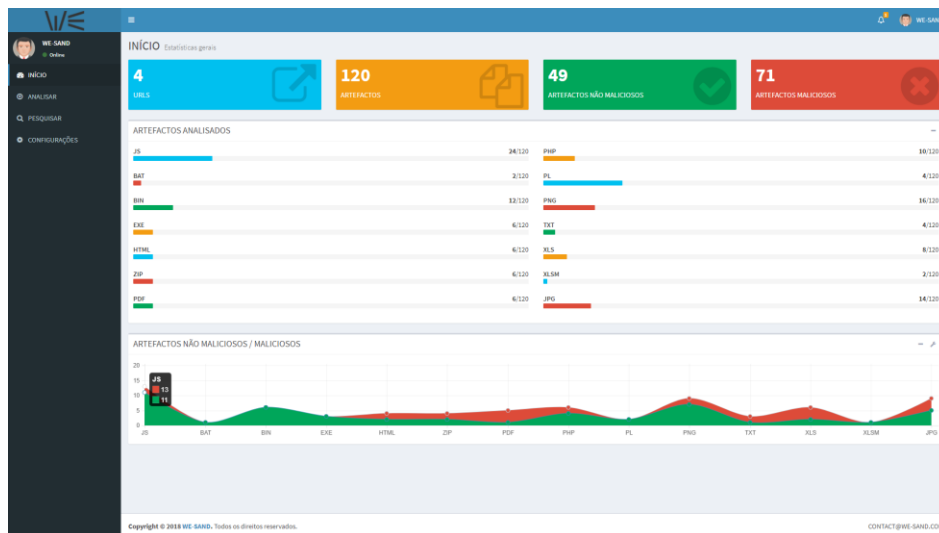 WE
WE-SAN
WE-SAND
Online
INÍCIO
ANALISAR
PESQUISAR
CONFIGURAÇÕES
INÍCIO Estatísticas gerais
4
URLS
120
ARTEFACTOS
49
ARTEFACTOS NÃO MALICIOSOS
71
ARTEFACTOS MALICIOSOS
ARTEFACTOS ANALISADOS
JS 24/120
BAT 2/120
BIN 12/120
EXE 6/120
HTML 6/120
ZIP 6/120
PDF 6/120
PHP 10/120
PL 4/120
PNG 16/120
TXT 4/120
XLS 8/120
XLSM 2/120
JPG 14/120
ARTEFACTOS NÃO MALICIOSOS / MALICIOSOS
20
15
10
5
0
JS
13
11
JS BAT BIN EXE HTML ZIP PDF PHP PL PNG TXT XLS XLSM JPG
Copyright © 2018 WE-SAND. Todos os direitos reservados.
CONTACT@WE-SAND.CO